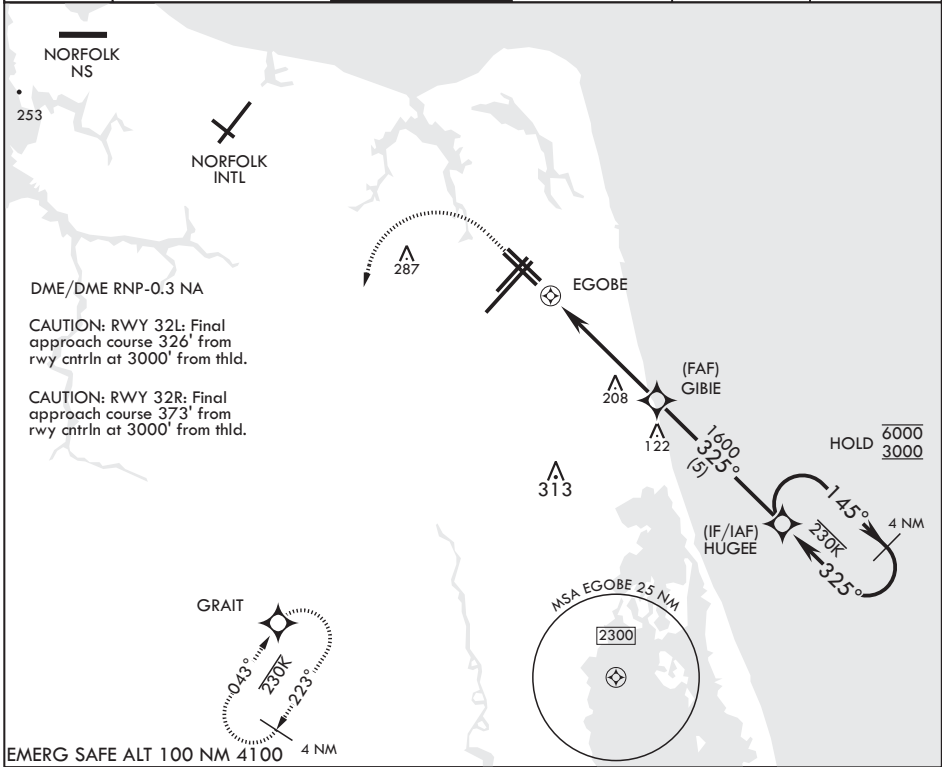 NORFOLK
NS
253
NORFOLK
INTL
287
EGOBE
DME/DME RNP-0.3 NA
CAUTION: RWY 32L: Final
approach course 326' from
rwy cntrln at 3000' from thld.
CAUTION: RWY 32R: Final
approach course 373' from
rwy cntrln at 3000' from thld.
(FAF)
GIBIE
208
122
1600
325°
(5)
HOLD
6000
3000
313
(IF/IAF)
HUGEE
145°
4 NM
230K
325°
MSA EGOBE 25 NM
2300
GRAIT
043°
230K
223°
4 NM
EMERG SAFE ALT 100 NM 4100